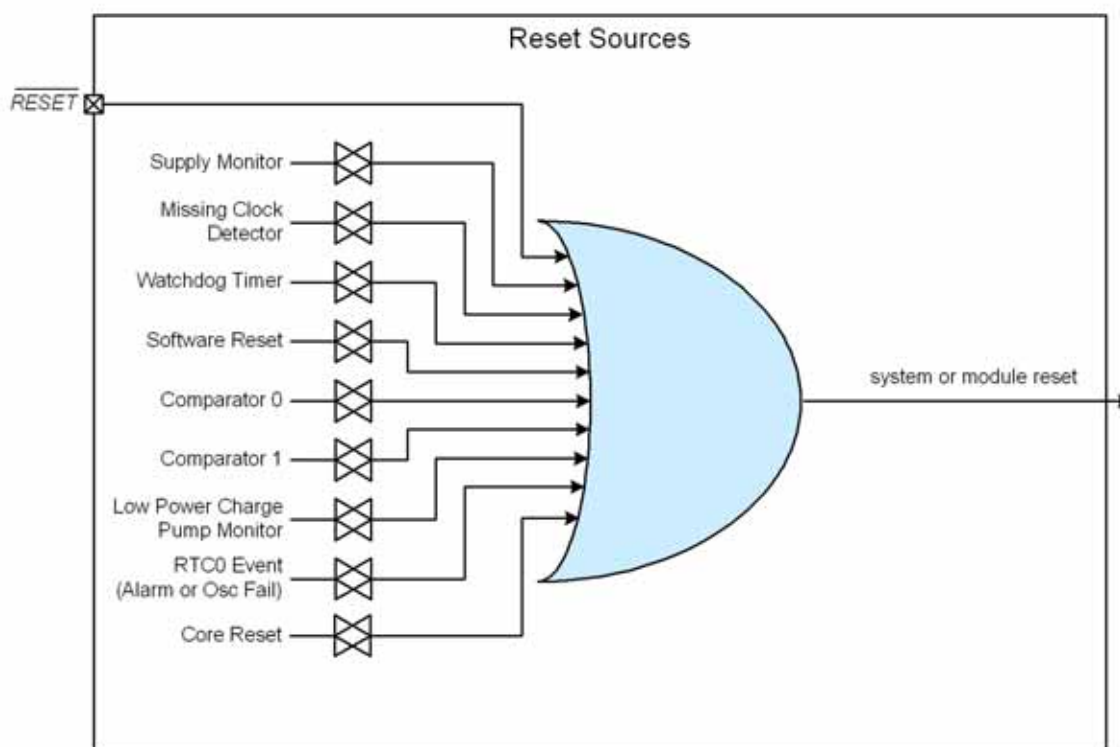 Reset Sources
RESET
Supply Monitor
Missing Clock
Detector
Watchdog Timer
Software Reset
Comparator 0
Comparator 1
Low Power Charge
Pump Monitor
RTC0 Event
(Alarm or Osc Fail)
Core Reset
system or module reset